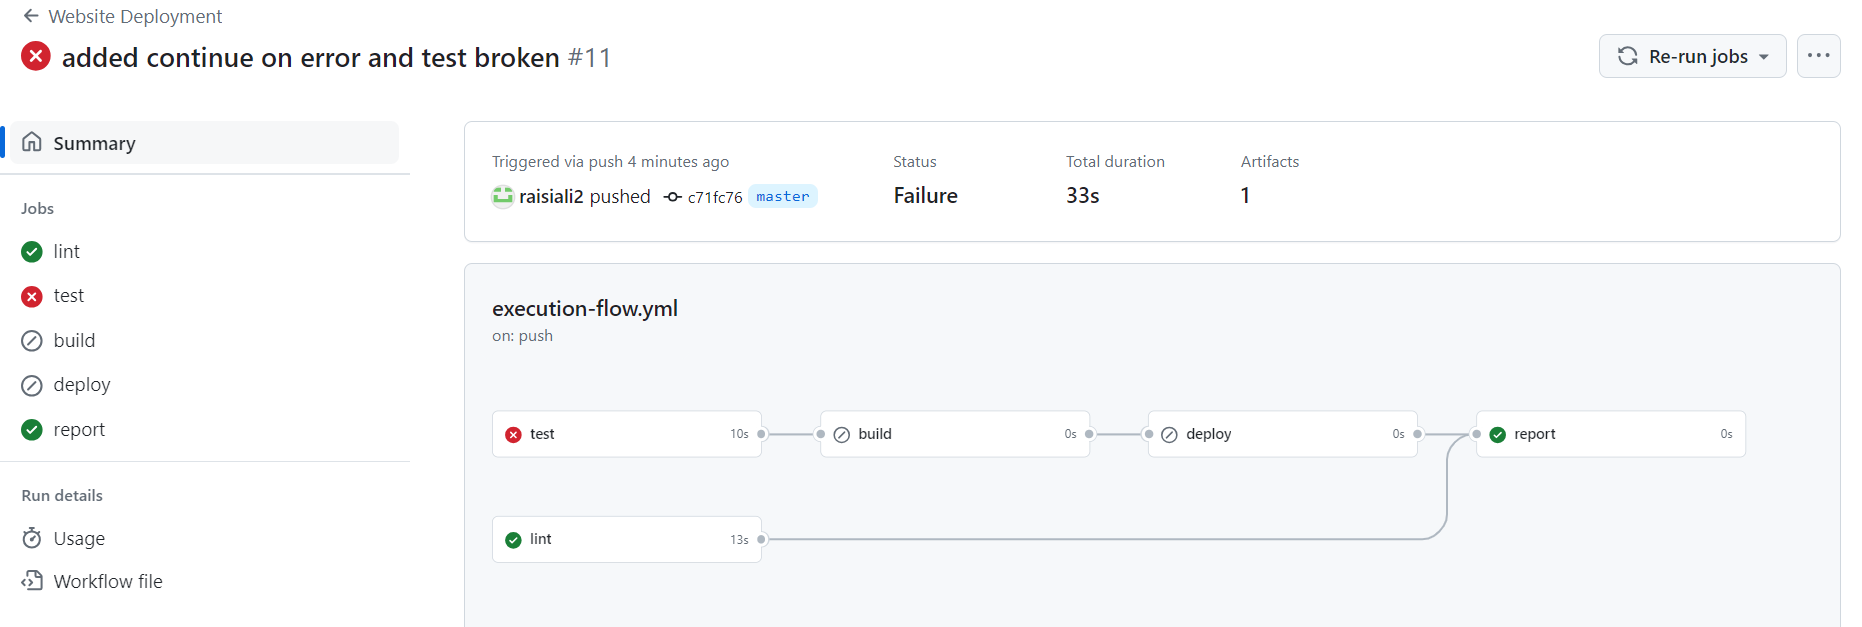 Website Deployment
added continue on error and test broken #11
Re-run jobs
Summary
Jobs
lint
test
build
deploy
report
Run details
Usage
Workflow file
Triggered via push 4 minutes ago
raisiali2 pushed c71fc76 master
Status
Failure
Total duration
33s
Artifacts
1
execution-flow.yml
on: push
test 10s
build 0s
deploy 0s
report 0s
lint 13s